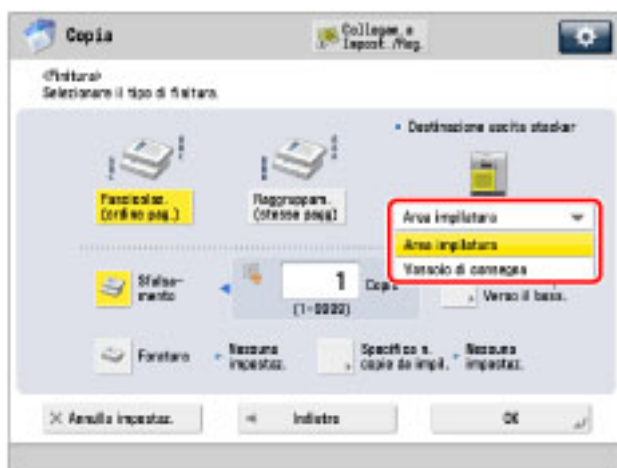 Copia
Collegam. a
Impost./Reg.
<Finitura>
Selezionare il tipo di finitura.
• Destinazione uscita stacker
Fascicolaz.
(ordine pag.)
Raggruppam.
(stesse pagg)
Area impilatura
Area impilatura
Vassoio di consegna
Sfalsa-
mento
1
Copie
(1-9999)
Verso il bass.
Foratura
Nessuna
impostaz.
Specifica n.
copie da impil.
Nessuna
impostaz.
Annulla impostaz.
Indietro
OK